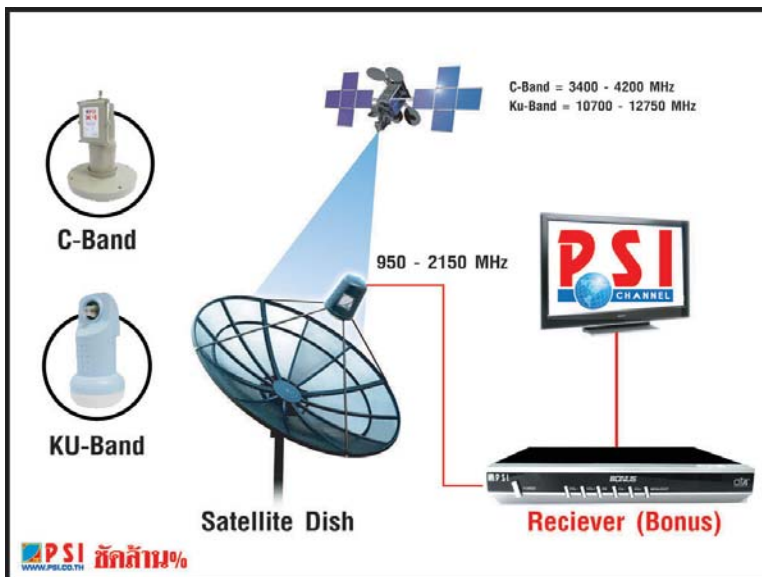 C-Band = 3400 - 4200 MHz
Ku-Band = 10700 - 12750 MHz
C-Band
950 - 2150 MHz
PSI
CHANNEL
KU-Band
PSI
BONUS
Satellite Dish
Reciever (Bonus)
PSI ชัดล้าน%
WWW.PSI.CO.TH